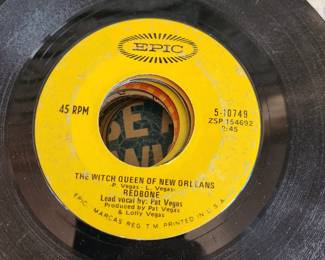 EPIC
45 RPM
5-10749
ZSP 154692
2:45
THE WITCH QUEEN OF NEW ORLEANS
-P. Vegas - L. Vegas-
REDBONE
Lead vocal by: Pat Vegas
Produced by Pat Vegas
& Lolly Vegas
EPIC. MARCAS REG. T.M. PRINTED IN U.S.A.
BE A